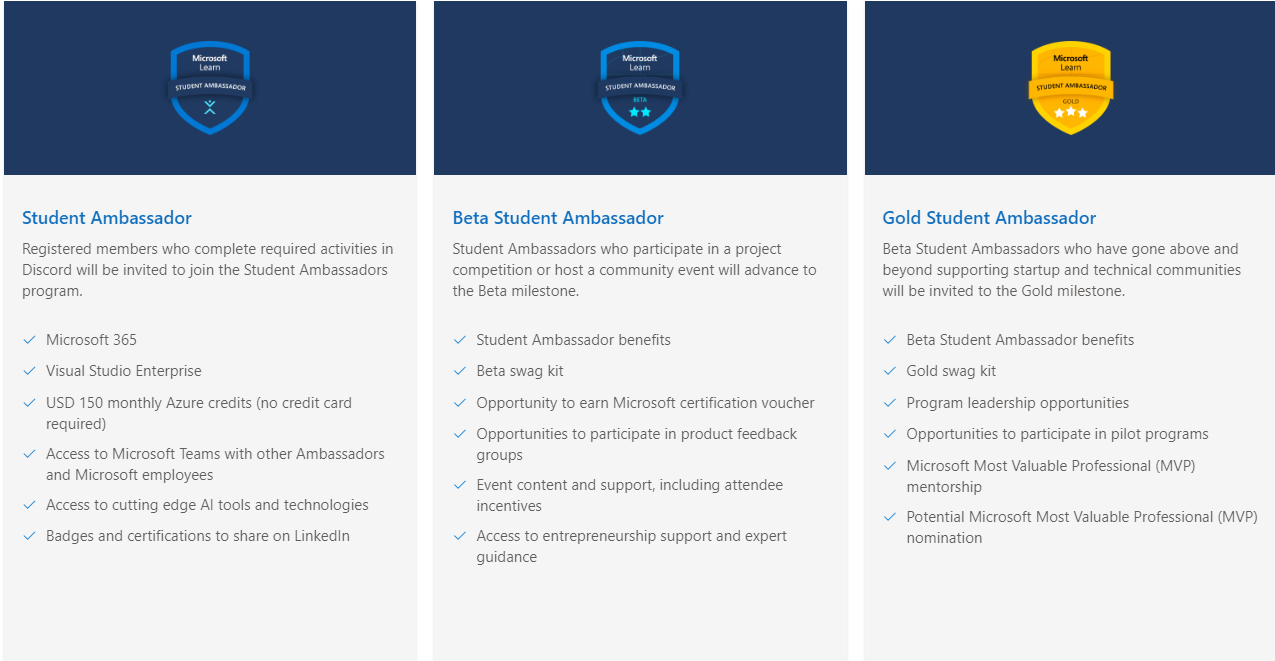 Microsoft
Learn
STUDENT AMBASSADOR
Student Ambassador
Registered members who complete required activities in
Discord will be invited to join the Student Ambassadors
program.
Microsoft 365
Visual Studio Enterprise
USD 150 monthly Azure credits (no credit card
required)
Access to Microsoft Teams with other Ambassadors
and Microsoft employees
Access to cutting edge AI tools and technologies
Badges and certifications to share on LinkedIn
Microsoft
Learn
STUDENT AMBASSADOR
BETA
Beta Student Ambassador
Student Ambassadors who participate in a project
competition or host a community event will advance to
the Beta milestone.
Student Ambassador benefits
Beta swag kit
Opportunity to earn Microsoft certification voucher
Opportunities to participate in product feedback
groups
Event content and support, including attendee
incentives
Access to entrepreneurship support and expert
guidance
Microsoft
Learn
STUDENT AMBASSADOR
GOLD
Gold Student Ambassador
Beta Student Ambassadors who have gone above and
beyond supporting startup and technical communities
will be invited to the Gold milestone.
Beta Student Ambassador benefits
Gold swag kit
Program leadership opportunities
Opportunities to participate in pilot programs
Microsoft Most Valuable Professional (MVP)
mentorship
Potential Microsoft Most Valuable Professional (MVP)
nomination